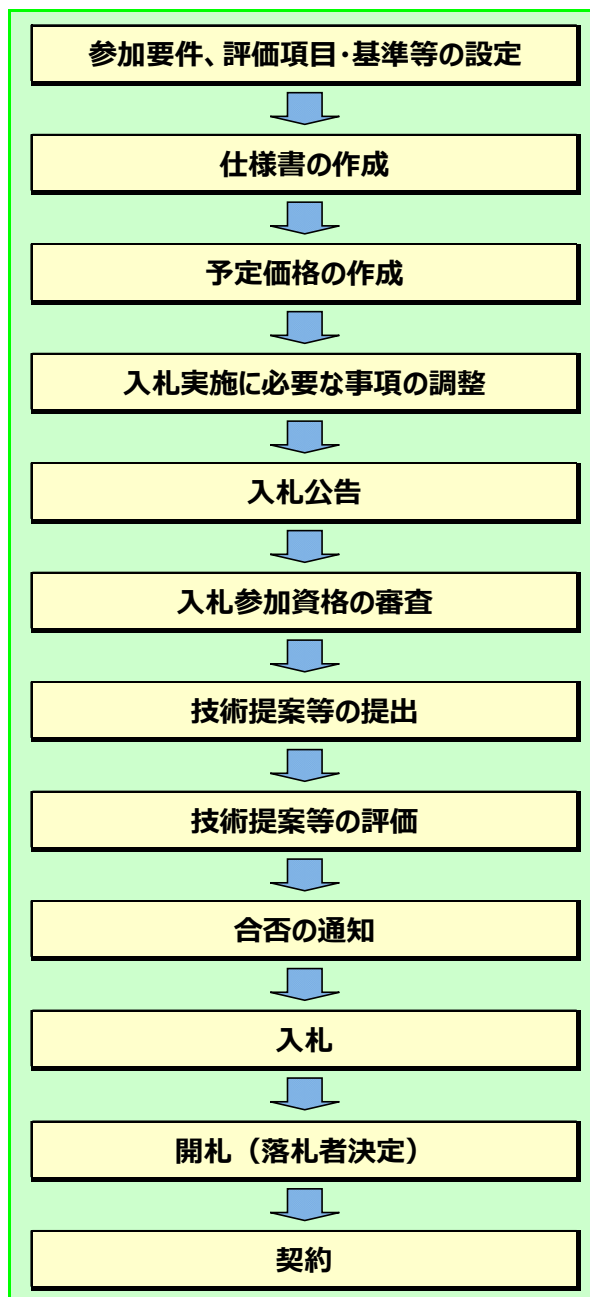 参加要件、評価項目・基準等の設定
仕様書の作成
予定価格の作成
入札実施に必要な事項の調整
入札公告
入札参加資格の審査
技術提案等の提出
技術提案等の評価
合否の通知
入札
開札（落札者決定）
契約